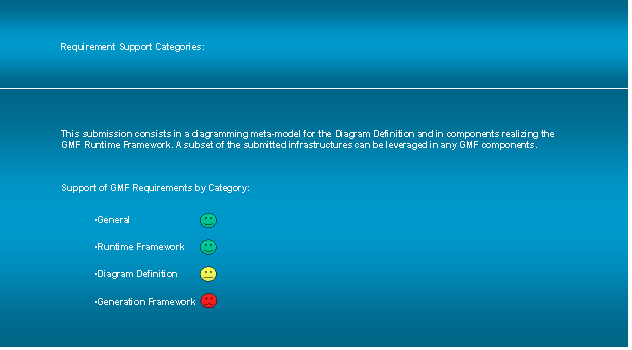 Requirement Support Categories:
This submission consists in a diagramming meta-model for the Diagram Definition and in components realizing the
GMF Runtime Framework. A subset of the submitted infrastructures can be leveraged in any GMF components.
Support of GMF Requirements by Category:
•General
•Runtime Framework
•Diagram Definition
•Generation Framework